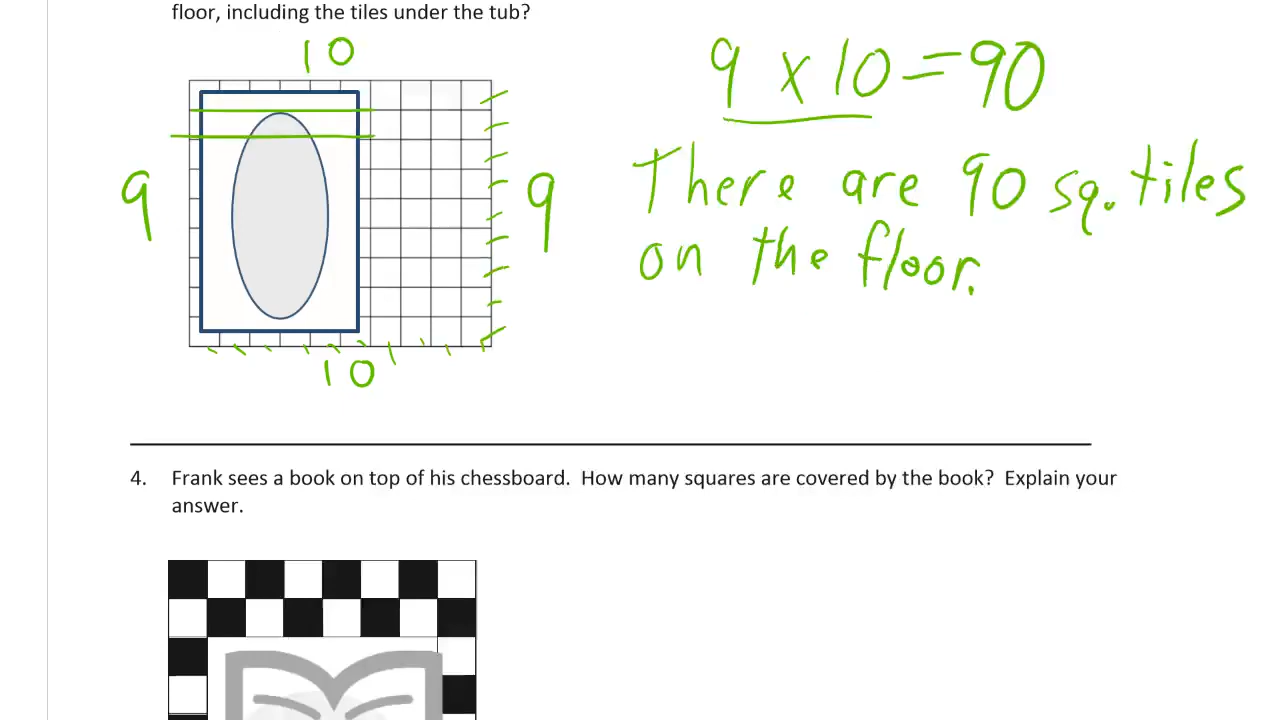 floor, including the tiles under the tub?
10
9 x 10 = 90
There are 90 sq. tiles
on the floor.
9
9
10
4. Frank sees a book on top of his chessboard. How many squares are covered by the book? Explain your
answer.